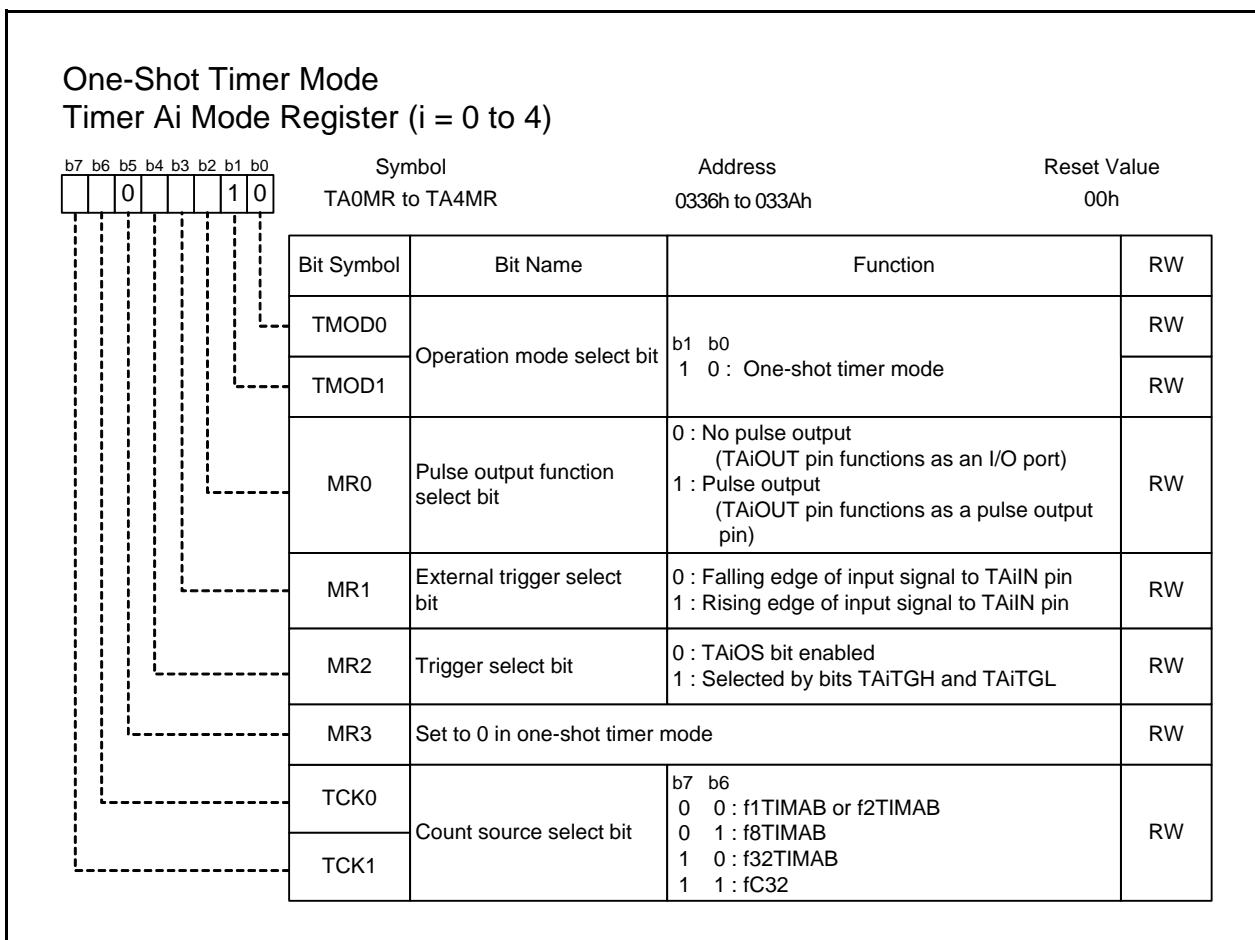 One-Shot Timer Mode
Timer Ai Mode Register (i = 0 to 4)
b7 b6 b5 b4 b3 b2 b1 b0
0 1 0
Symbol Address Reset Value
TA0MR to TA4MR 0336h to 033Ah 00h
Bit Symbol Bit Name Function RW
TMOD0 RW
Operation mode select bit
b1 b0
1 0 : One-shot timer mode
TMOD1 RW
MR0
Pulse output function
select bit
0 : No pulse output
(TAiOUT pin functions as an I/O port)
1 : Pulse output
(TAiOUT pin functions as a pulse output
pin)
RW
MR1
External trigger select
bit
0 : Falling edge of input signal to TAiIN pin
1 : Rising edge of input signal to TAiIN pin
RW
MR2
Trigger select bit
0 : TAiOS bit enabled
1 : Selected by bits TAiTGH and TAiTGL
RW
MR3 Set to 0 in one-shot timer mode RW
TCK0
TCK1
Count source select bit
b7 b6
0 0 : f1TIMAB or f2TIMAB
0 1 : f8TIMAB
1 0 : f32TIMAB
1 1 : fC32
RW